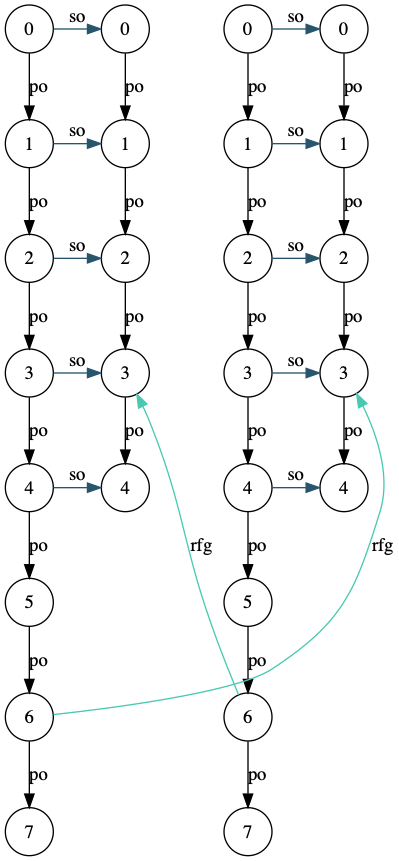 so so
0 0 0 0
po po po po
so so
1 1 1 1
po po po po
so so
2 2 2 2
po po po po
so so
3 3 3 3
po po po po
so so
4 4 4 4
po po
rfg rfg
5 5
po po
6 6
po po
7 7